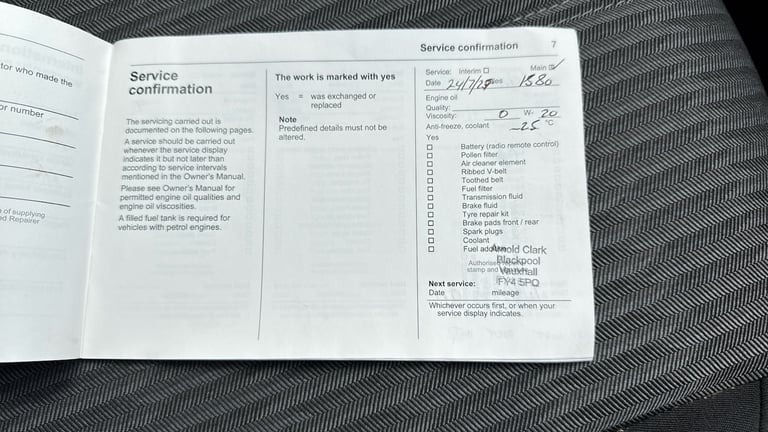 tor who made the
or number
of supplying
ed Repairer
Service confirmation 7
Service
confirmation
The servicing carried out is
documented on the following pages.
A service should be carried out
whenever the service display
indicates it but not later than
according to service intervals
mentioned in the Owner's Manual.
Please see Owner's Manual for
permitted engine oil qualities and
engine oil viscosities.
A filled fuel tank is required for
vehicles with petrol engines.
The work is marked with yes
Yes = was exchanged or
replaced
Note
Predefined details must not be
altered.
Service: Interim Main
Date 24/7/ 1580
Engine oil
Quality:
Viscosity: 0 W- 20
Anti-freeze, coolant -25 °C
Yes
Battery (radio remote control)
Pollen filter
Air cleaner element
Ribbed V-belt
Toothed belt
Fuel filter
Transmission fluid
Brake fluid
Tyre repair kit
Brake pads front / rear
Spark plugs
Coolant
Fuel
Arnold Clark
Blackpool
Vauxhall
FY4 5PQ
stamp and
Next service:
Date mileage
Whichever occurs first, or when your
service display indicates.